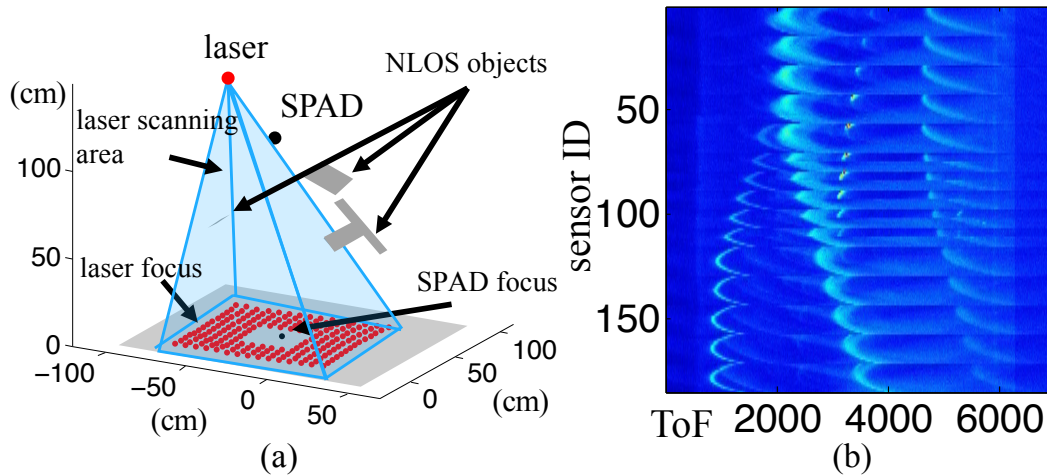 laser
(cm)
SPAD
NLOS objects
laser scanning
area
150
100
50
0
laser focus
SPAD focus
−100
−50
0
50
(cm)
0
50
100
(cm)
(a)
sensor ID
50
100
150
ToF
2000
4000
6000
(b)